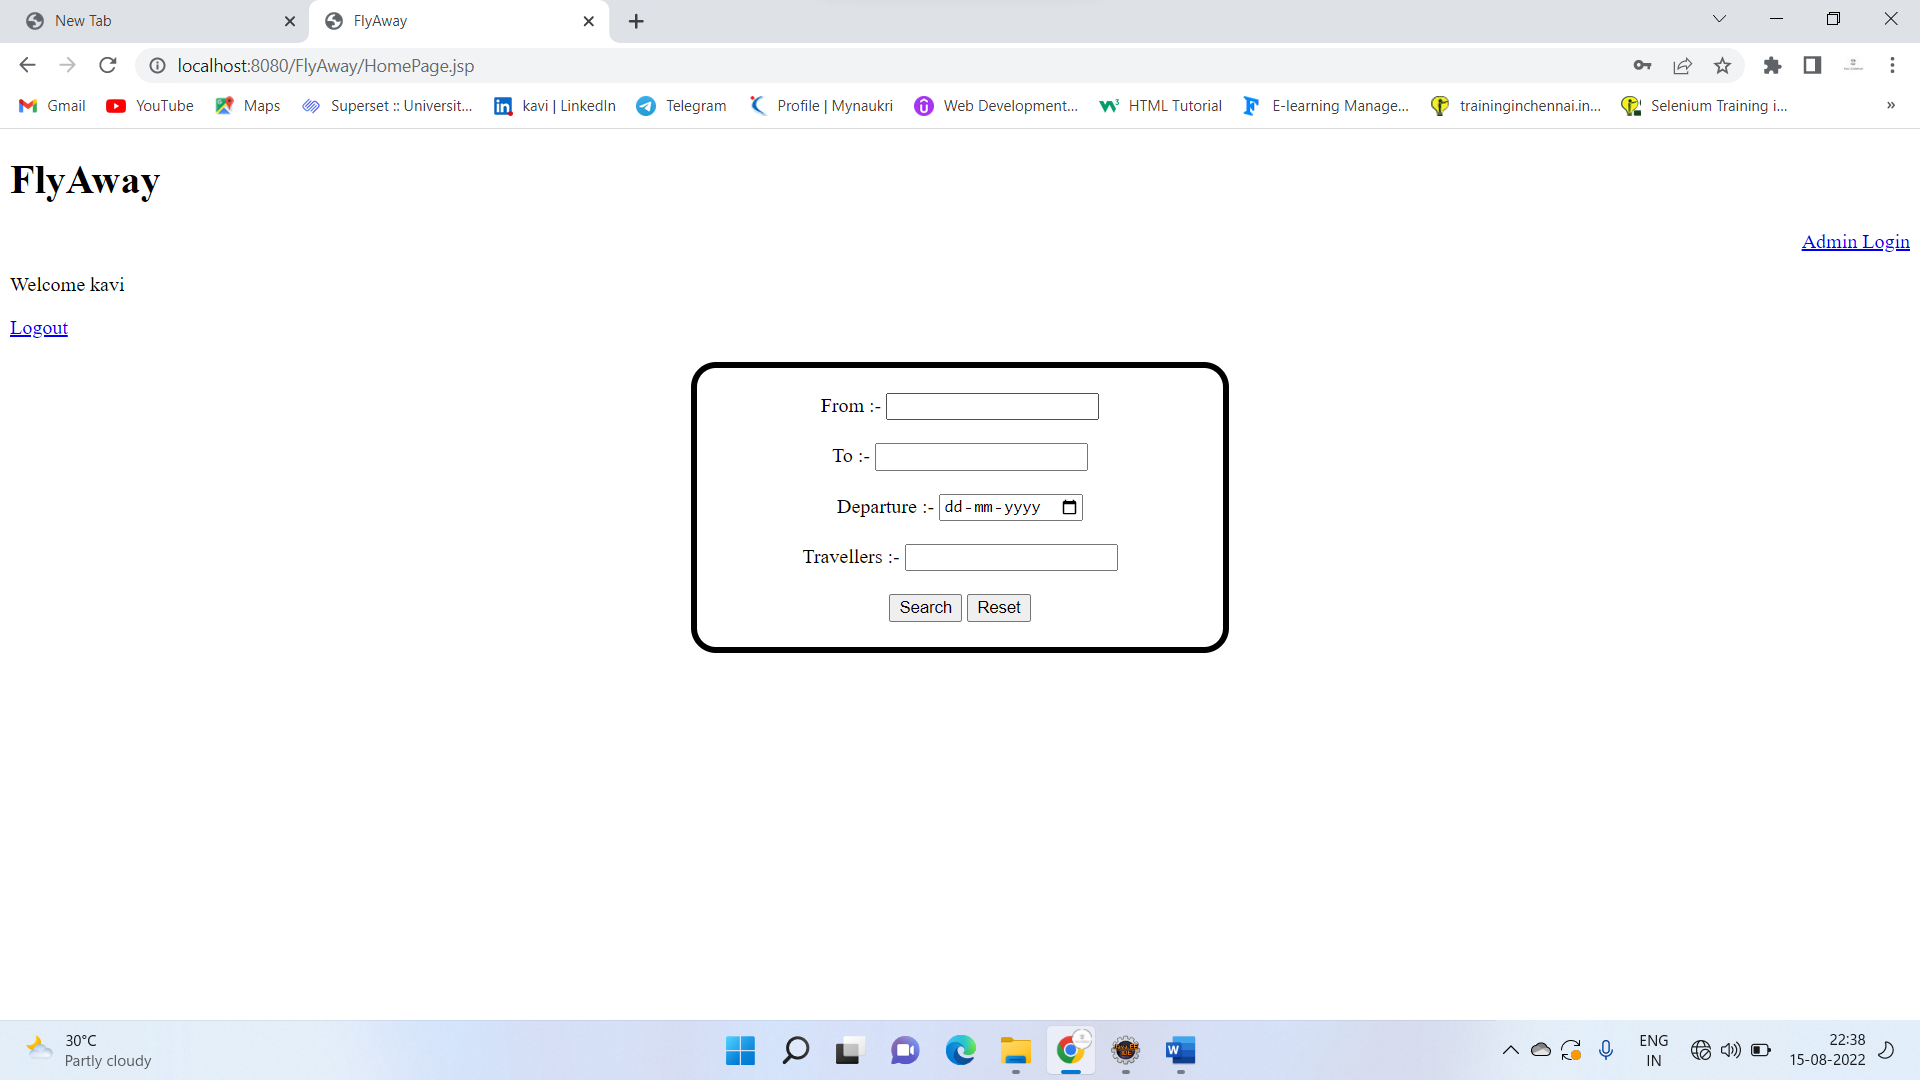 New Tab
FlyAway
localhost:8080/FlyAway/HomePage.jsp
Gmail YouTube Maps Superset :: Universit... kavi | LinkedIn Telegram Profile | Mynaukri Web Development... HTML Tutorial E-learning Manage... traininginchennai.in... Selenium Training i... »
FlyAway
Admin Login
Welcome kavi
Logout
From :-
To :-
Departure :- dd-mm-yyyy
Travellers :-
Search Reset
30°C
Partly cloudy
ENG
IN
22:38
15-08-2022